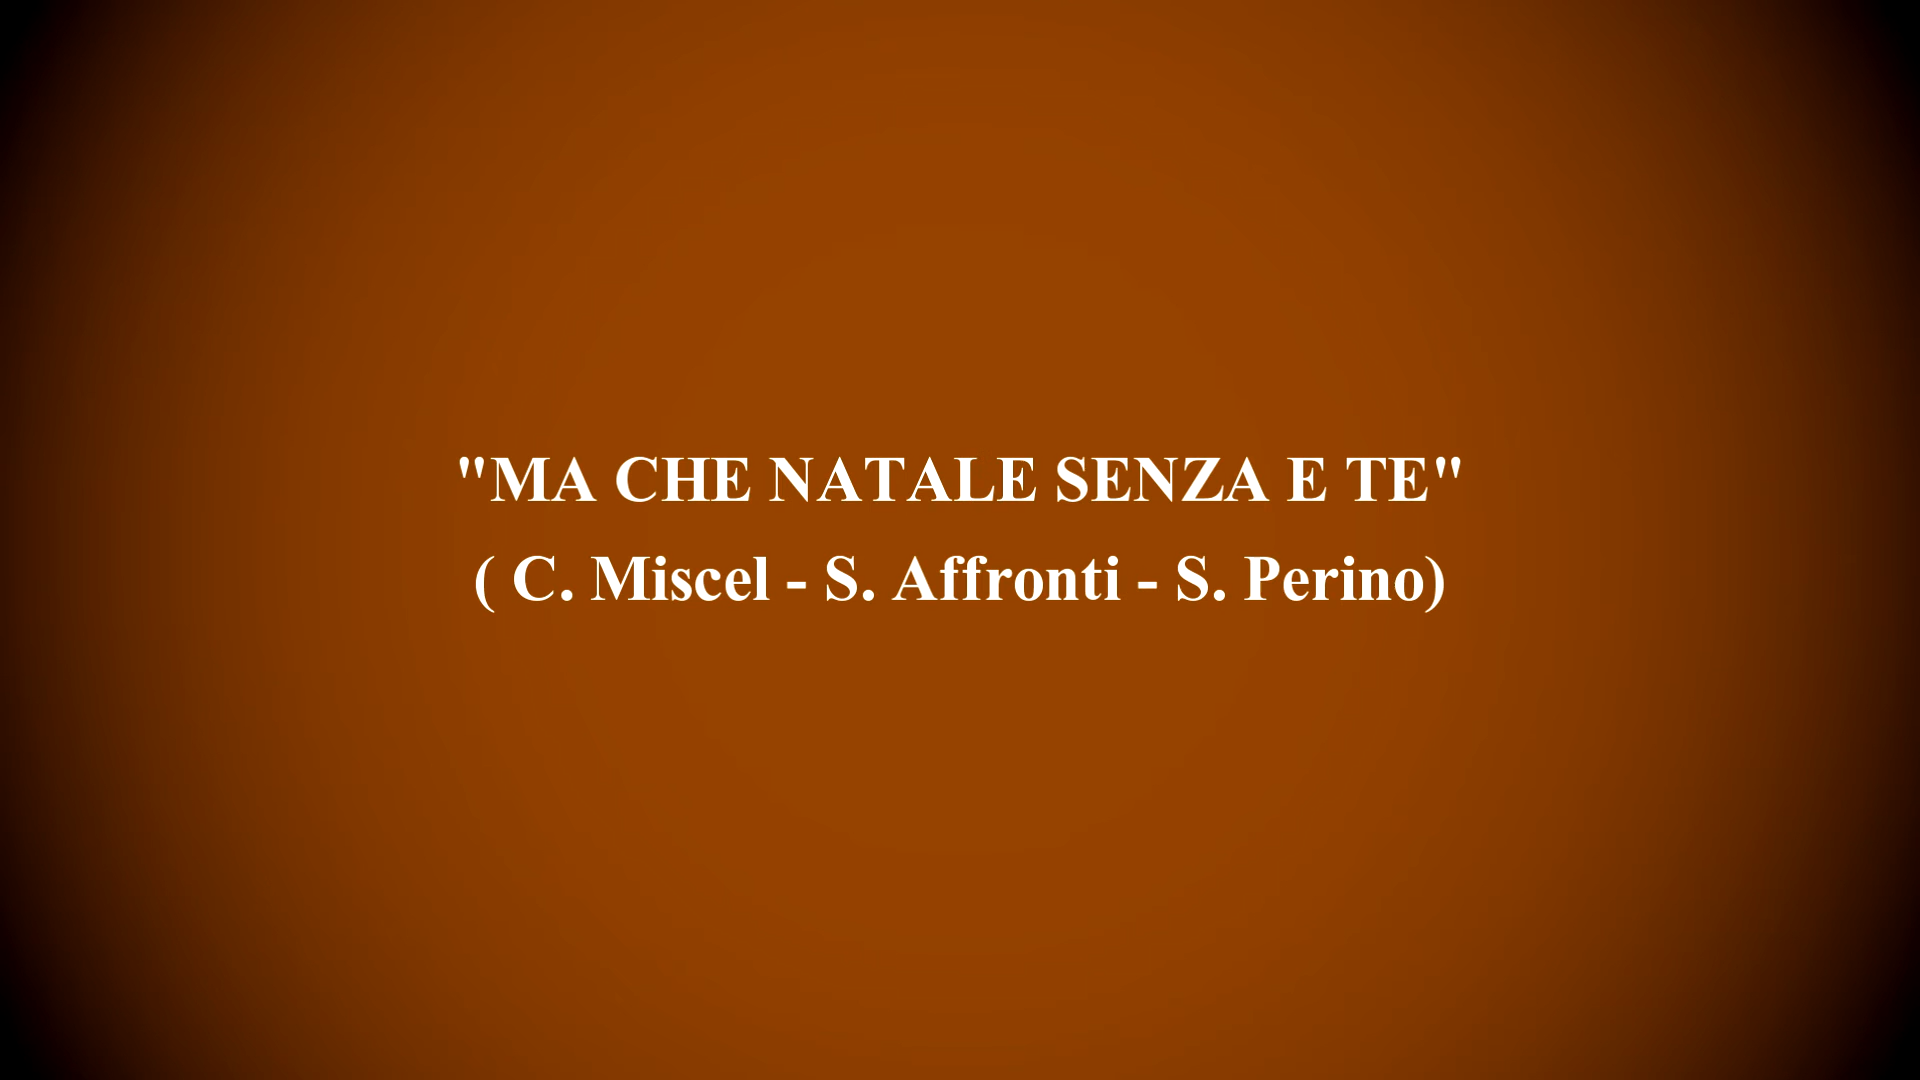 "MA CHE NATALE SENZA E TE"
( C. Miscel - S. Affronti - S. Perino)